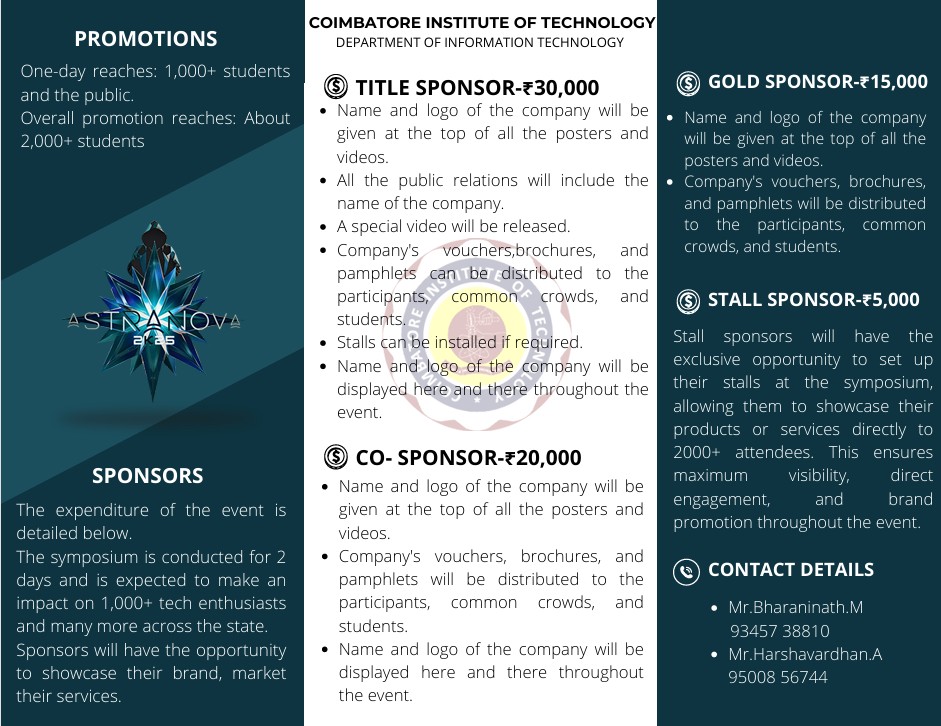 PROMOTIONS
One-day reaches: 1,000+ students
and the public.
Overall promotion reaches: About
2,000+ students
ASTRANOVA
2K25
SPONSORS
The expenditure of the event is
detailed below.
The symposium is conducted for 2
days and is expected to make an
impact on 1,000+ tech enthusiasts
and many more across the state.
Sponsors will have the opportunity
to showcase their brand, market
their services.
COIMBATORE INSTITUTE OF TECHNOLOGY
DEPARTMENT OF INFORMATION TECHNOLOGY
TITLE SPONSOR-₹30,000
• Name and logo of the company will be
given at the top of all the posters and
videos.
• All the public relations will include the
name of the company.
• A special video will be released.
• Company's vouchers,brochures, and
pamphlets can be distributed to the
participants, common crowds, and
students.
• Stalls can be installed if required.
• Name and logo of the company will be
displayed here and there throughout the
event.
COIMBATORE INSTITUTE OF TECHNOLOGY
CO- SPONSOR-₹20,000
• Name and logo of the company will be
given at the top of all the posters and
videos.
• Company's vouchers, brochures, and
pamphlets will be distributed to the
participants, common crowds, and
students.
• Name and logo of the company will be
displayed here and there throughout
the event.
GOLD SPONSOR-₹15,000
• Name and logo of the company
will be given at the top of all the
posters and videos.
• Company's vouchers, brochures,
and pamphlets will be distributed
to the participants, common
crowds, and students.
STALL SPONSOR-₹5,000
Stall sponsors will have the
exclusive opportunity to set up
their stalls at the symposium,
allowing them to showcase their
products or services directly to
2000+ attendees. This ensures
maximum visibility, direct
engagement, and brand
promotion throughout the event.
CONTACT DETAILS
• Mr.Bharaninath.M
93457 38810
• Mr.Harshavardhan.A
95008 56744